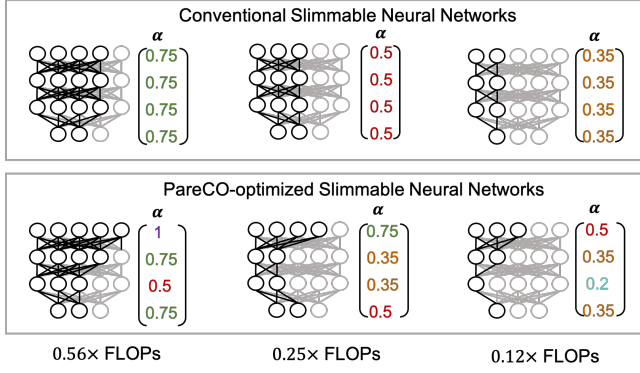 Conventional Slimmable Neural Networks
α α α
0.75 0.5 0.35
0.75 0.5 0.35
0.75 0.5 0.35
0.75 0.5 0.35
PareCO-optimized Slimmable Neural Networks
α α α
1 0.75 0.5
0.75 0.35 0.35
0.5 0.35 0.2
0.75 0.5 0.35
0.56× FLOPs 0.25× FLOPs 0.12× FLOPs